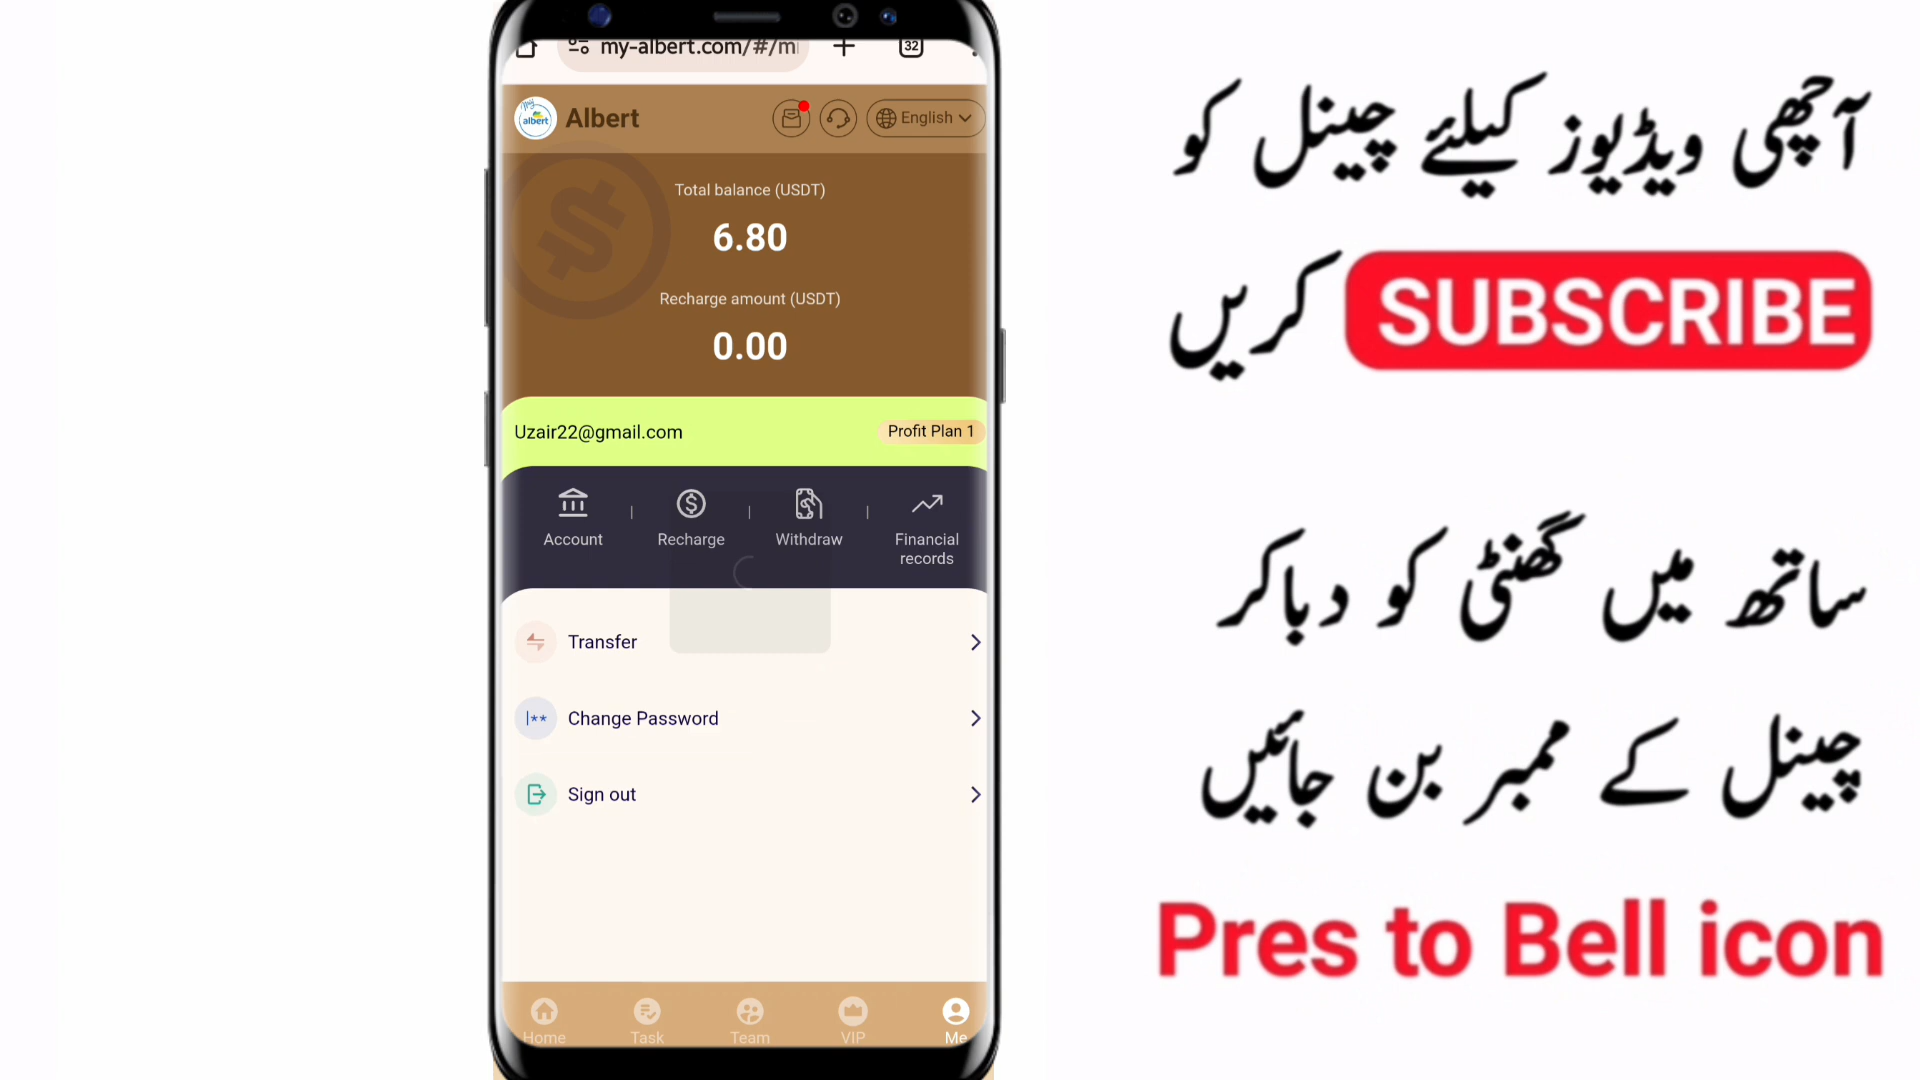 32
my-albert.com/#/m
My
albert
Albert
English
Total balance (USDT)
6.80
Recharge amount (USDT)
0.00
Uzair22@gmail.com
Profit Plan 1
Account
Recharge
Withdraw
Financial
records
Transfer
Change Password
Sign out
Home
Task
Team
VIP
Me
آچھی ویڈیوز کیلئے چینل کو
SUBSCRIBE کریں
ساتھ میں گھنٹی کو دباکر
چینل کے ممبر بن جائیں
Pres to Bell icon